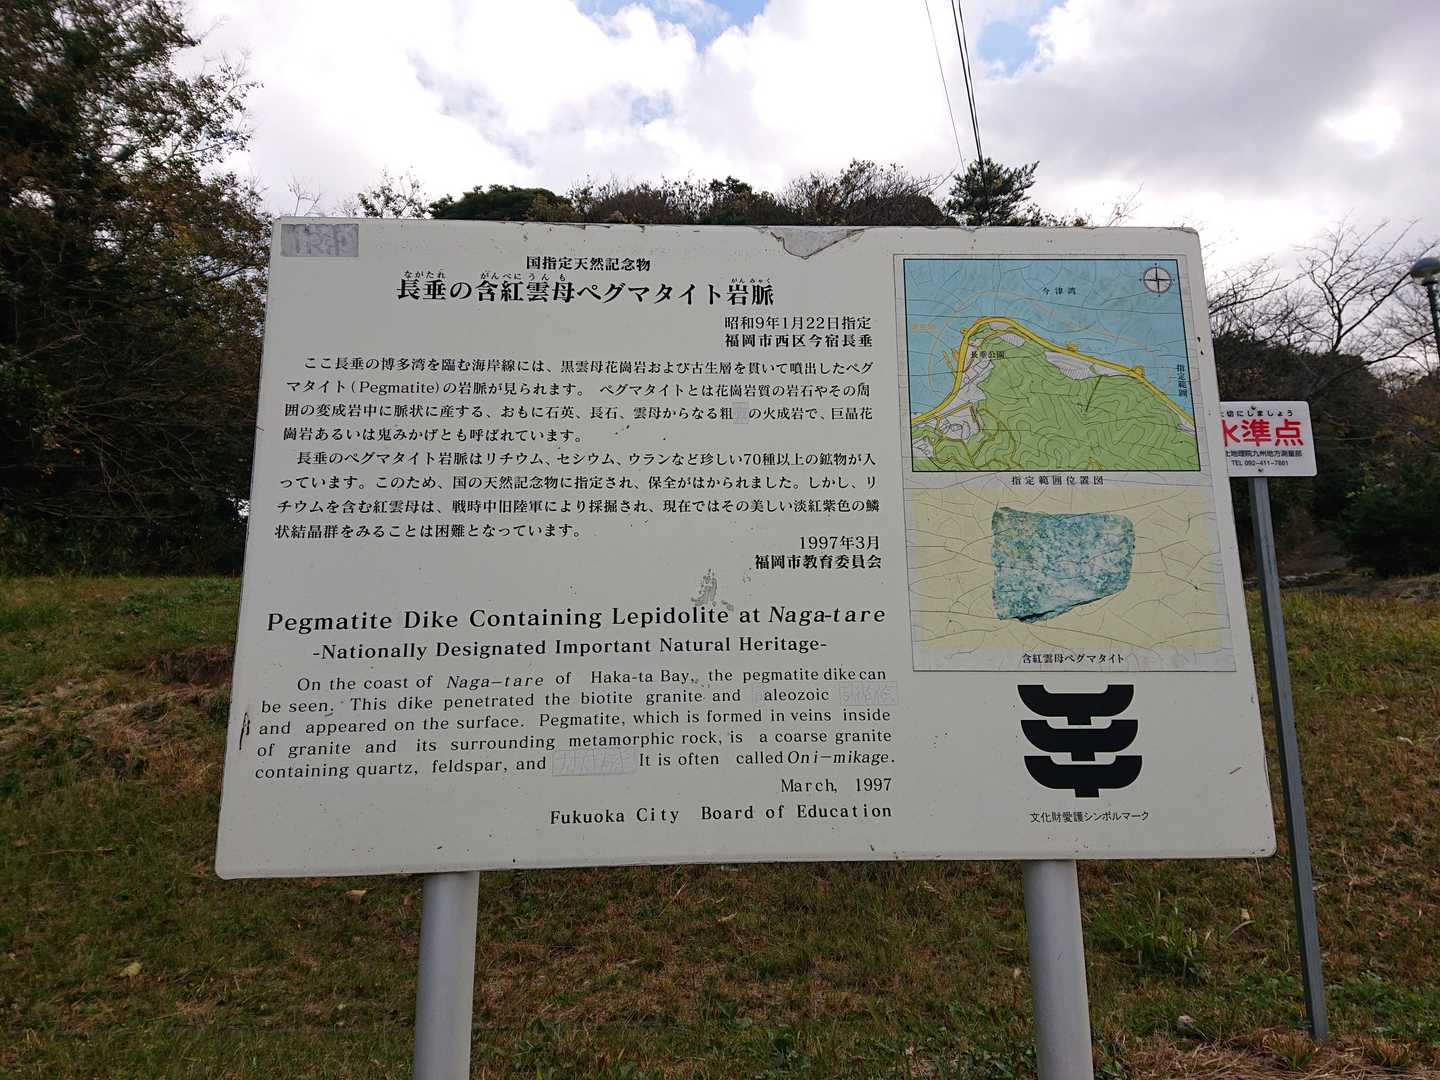 国指定天然記念物
ながたれ がんべにうんも がんみゃく
長垂の含紅雲母ペグマタイト岩脈
昭和9年1月22日指定
福岡市西区今宿長垂
ここ長垂の博多湾を臨む海岸線には、黒雲母花崗岩および古生層を貫いて噴出したペグ
マタイト(Pegmatite)の岩脈が見られます。 ペグマタイトとは花崗岩質の岩石やその周
囲の変成岩中に脈状に産する、おもに石英、長石、雲母からなる粗 の火成岩で、巨晶花
崗岩あるいは鬼みかげとも呼ばれています。
長垂のペグマタイト岩脈はリチウム、セシウム、ウランなど珍しい70種以上の鉱物が入
っています。このため、国の天然記念物に指定され、保全がはかられました。しかし、リ
チウムを含む紅雲母は、戦時中旧陸軍により採掘され、現在ではその美しい淡紅紫色の鱗
状結晶群をみることは困難となっています。
1997年3月
福岡市教育委員会
Pegmatite Dike Containing Lepidolite at Naga-tare
-Nationally Designated Important Natural Heritage-
On the coast of Naga-tare of Haka-ta Bay, the pegmatite dike can
be seen. This dike penetrated the biotite granite and aleozoic
and appeared on the surface. Pegmatite, which is formed in veins inside
of granite and its surrounding metamorphic rock, is a coarse granite
containing quartz, feldspar, and It is often called Oni-mikage.
March, 1997
Fukuoka City Board of Education
今津湾
長垂公園
指定範囲
指定範囲位置図
含紅雲母ペグマタイト
文化財愛護シンボルマーク
切にしましょう
水準点
地理院九州地方測量部
TEL 092-411-7881